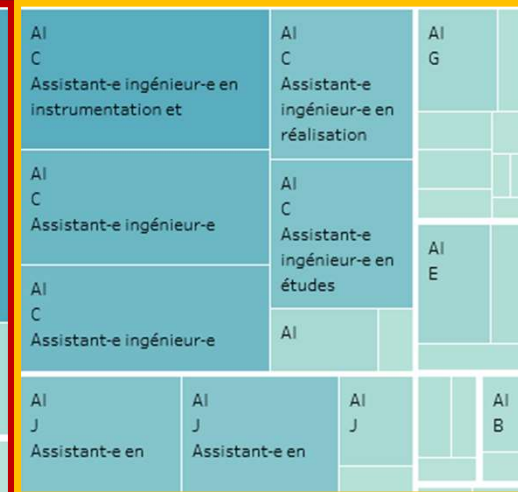 AI
C
Assistant-e ingénieur-e en
instrumentation et
AI
C
Assistant-e ingénieur-e
AI
C
Assistant-e ingénieur-e
AI
C
Assistant-e
ingénieur-e en
réalisation
AI
C
Assistant-e
ingénieur-e en
études
AI
AI
J
Assistant-e en
AI
J
Assistant-e en
AI
J
AI
G
AI
E
AI
B